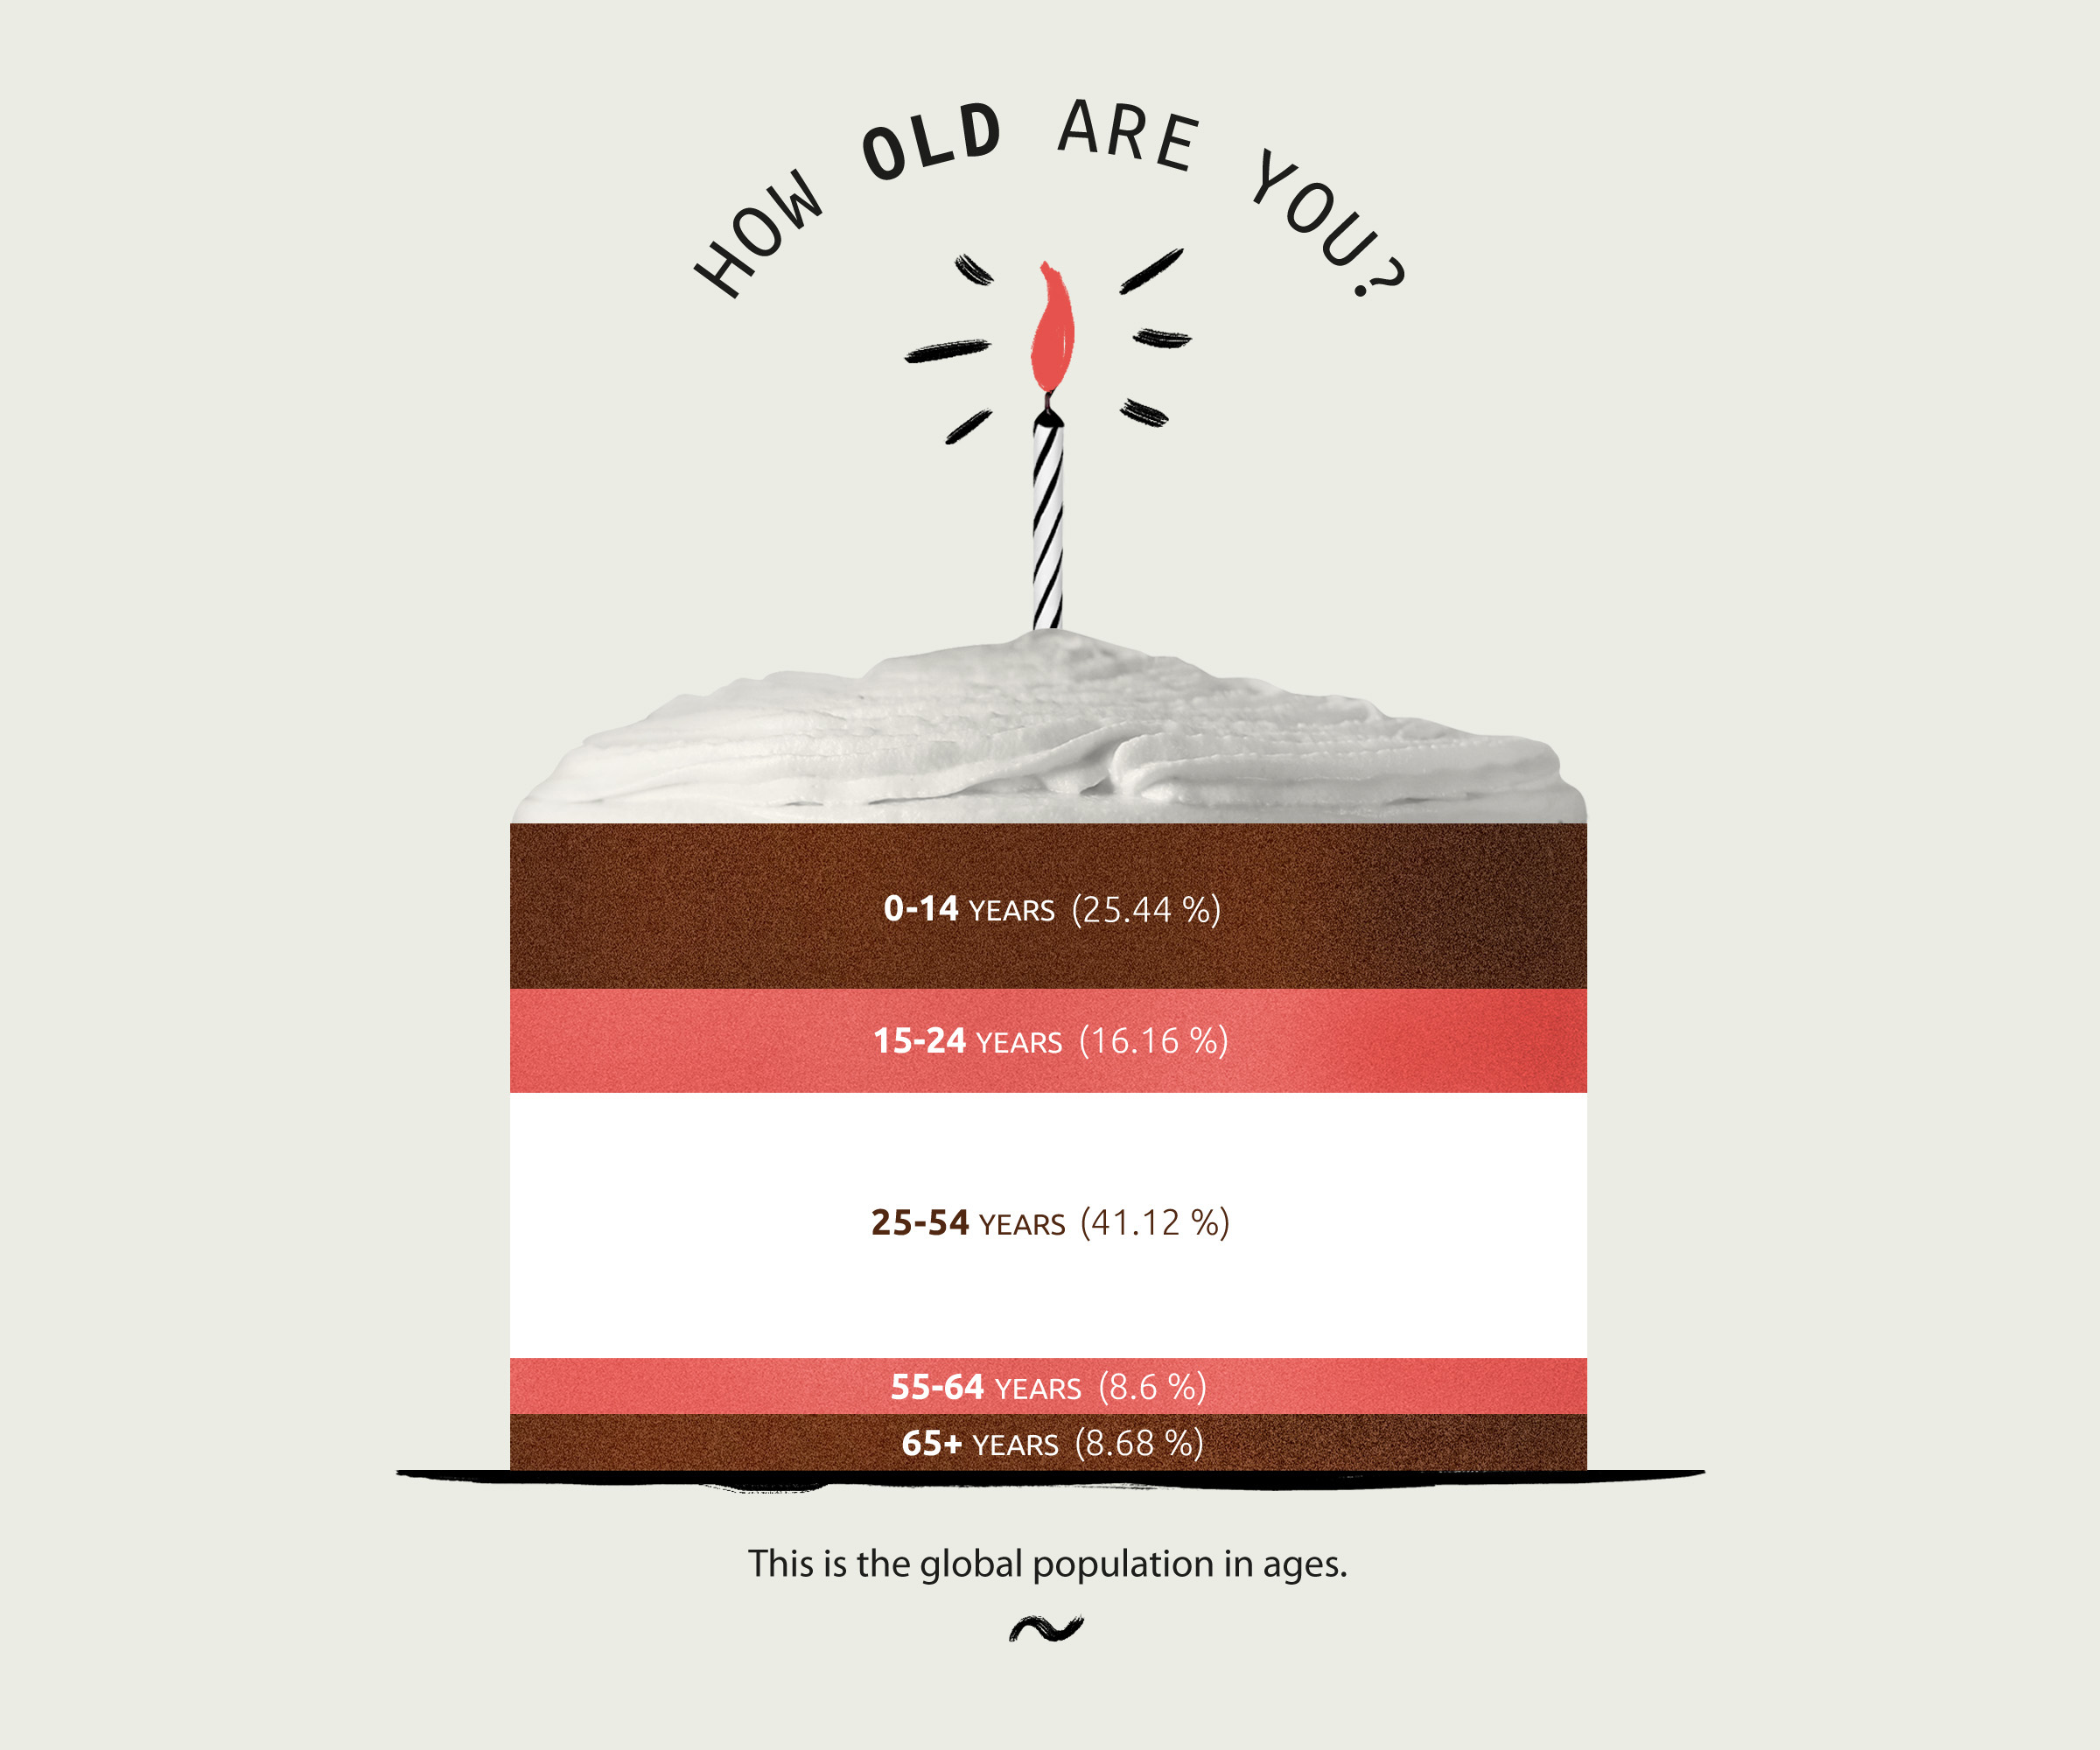 HOW OLD ARE YOU?
0-14 YEARS (25.44 %)
15-24 YEARS (16.16 %)
25-54 YEARS (41.12 %)
55-64 YEARS (8.6 %)
65+ YEARS (8.68 %)
This is the global population in ages.